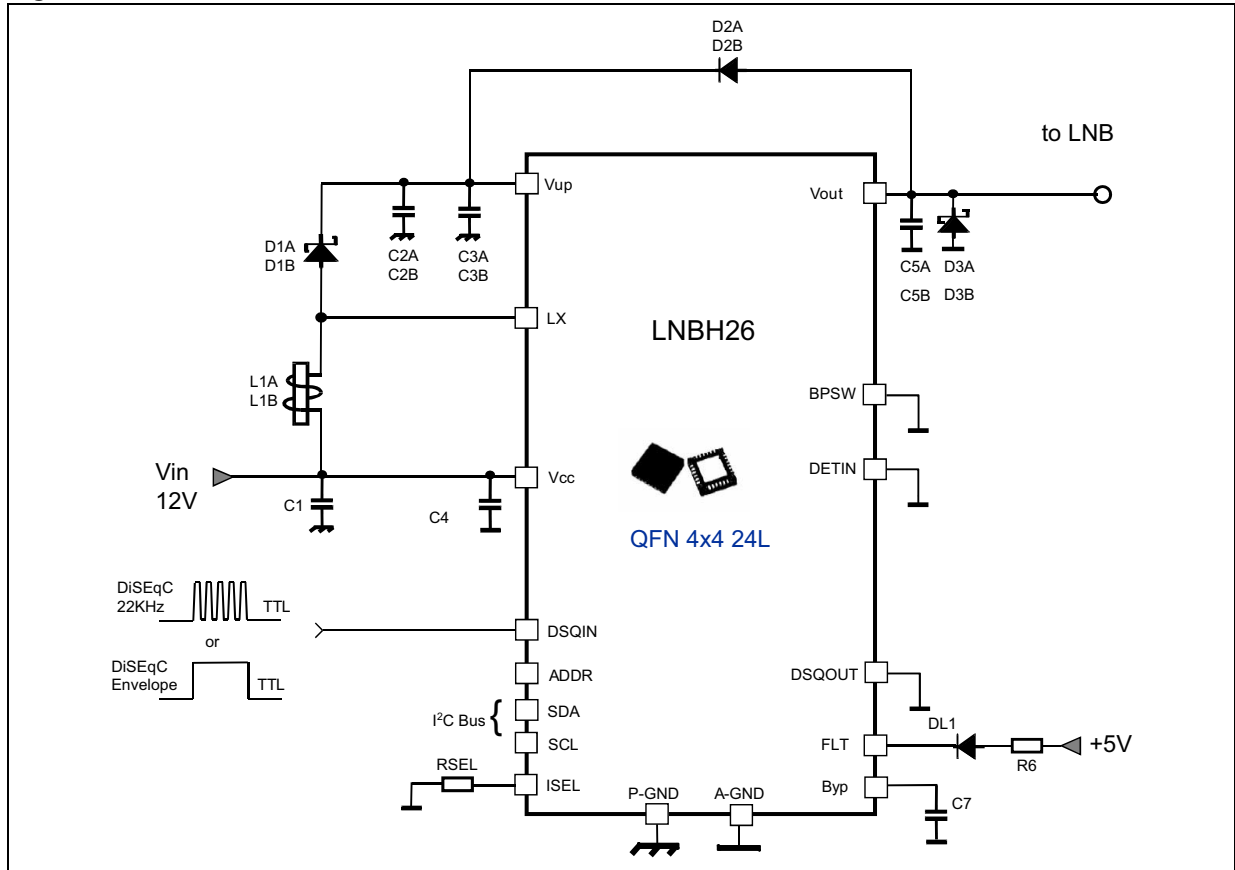 D2A
D2B
to LNB
Vup
Vout
D1A
D1B
C2A
C2B
C3A
C3B
C5A
C5B
D3A
D3B
LX
LNBH26
L1A
L1B
BPSW
Vin
12V
Vcc
DETIN
C1
C4
QFN 4x4 24L
DiSEqC
22KHz
TTL
or
DiSEqC
Envelope
TTL
DSQIN
ADDR
DSQOUT
I²C Bus {
SDA
SCL
DL1
FLT
+5V
R6
RSEL
ISEL
P-GND
A-GND
Byp
C7